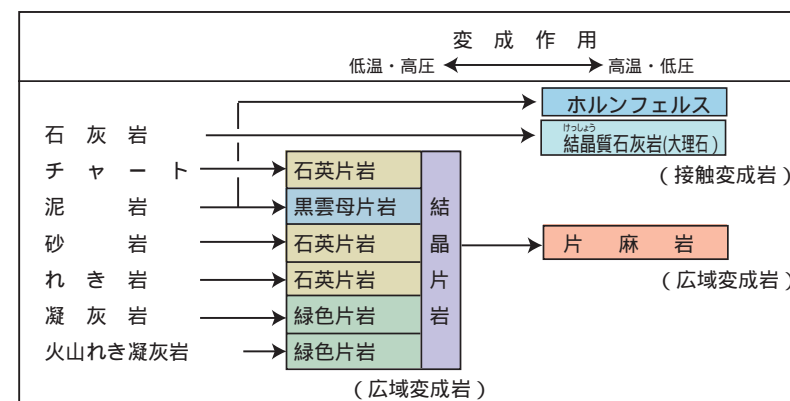 変成作用
低温・高圧 高温・低圧
ホルンフェルス
石灰岩 けっしょう
結晶質石灰岩(大理石)
(接触変成岩)
チャート 石英片岩
泥岩 黒雲母片岩
砂岩 石英片岩
れき岩 石英片岩
凝灰岩 緑色片岩
火山れき凝灰岩 緑色片岩
結晶片岩
(広域変成岩)
片麻岩
(広域変成岩)